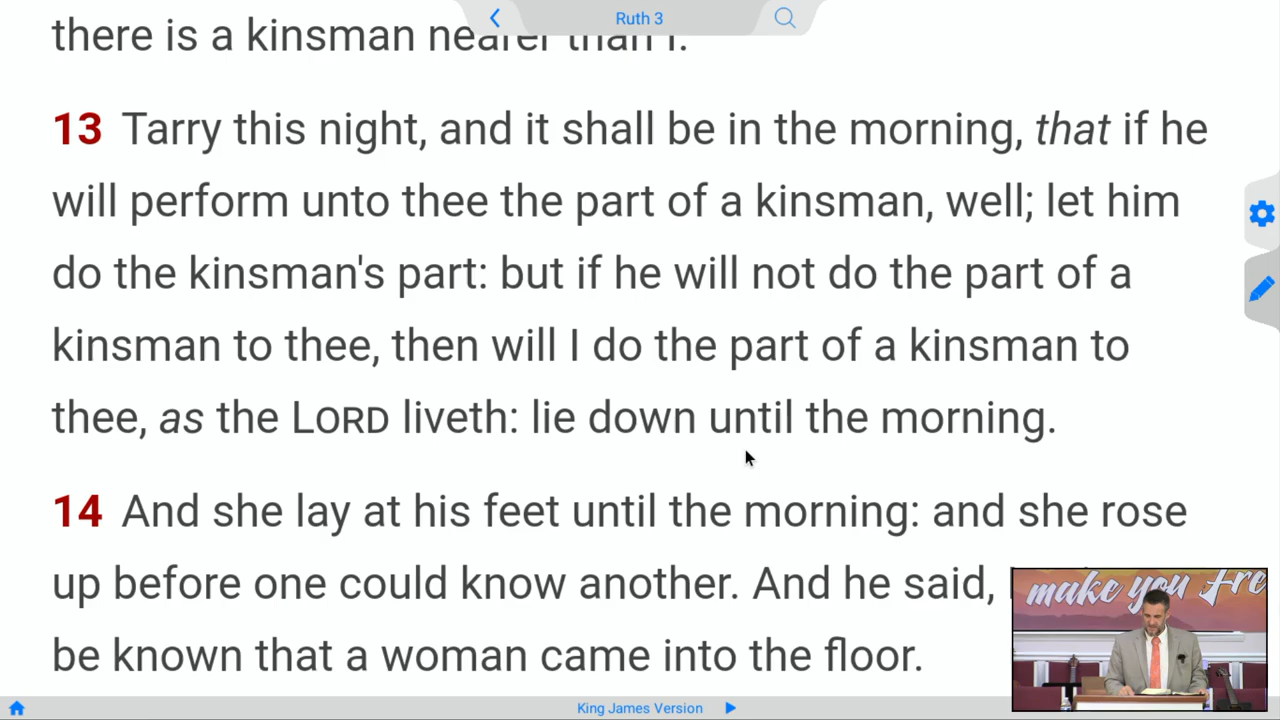 Ruth 3
there is a kinsman nearer than I.
13 Tarry this night, and it shall be in the morning, that if he
will perform unto thee the part of a kinsman, well; let him
do the kinsman's part: but if he will not do the part of a
kinsman to thee, then will I do the part of a kinsman to
thee, as the LORD liveth: lie down until the morning.
14 And she lay at his feet until the morning: and she rose
up before one could know another. And he said,
be known that a woman came into the floor.
make you Fre
King James Version